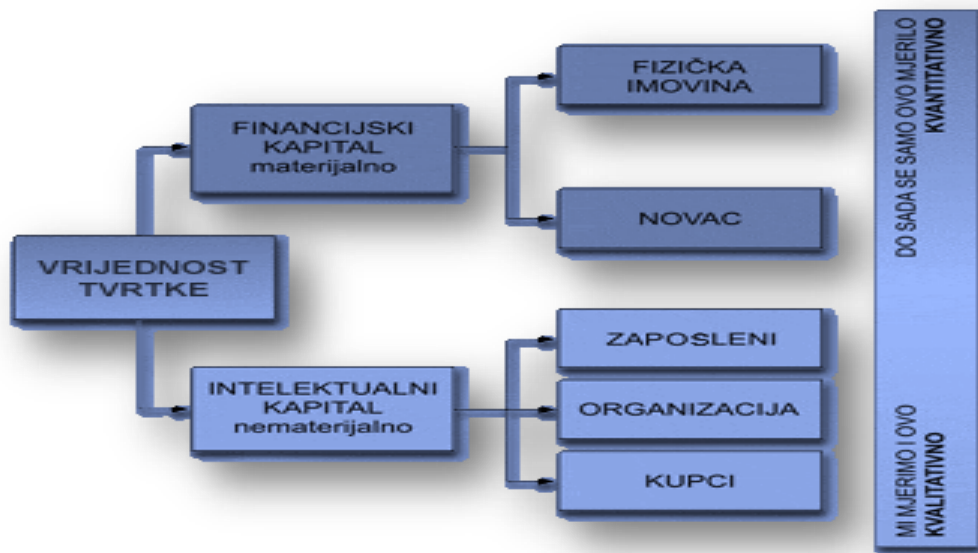 VRIJEDNOST
TVRTKE
FINANCIJSKI
KAPITAL
materijalno
FIZIČKA
IMOVINA
NOVAC
INTELEKTUALNI
KAPITAL
nematerijalno
ZAPOSLENI
ORGANIZACIJA
KUPCI
DO SADA SE SAMO OVO MJERILO
KVANTITATIVNO
MI MJERIMO I OVO
KVALITATIVNO